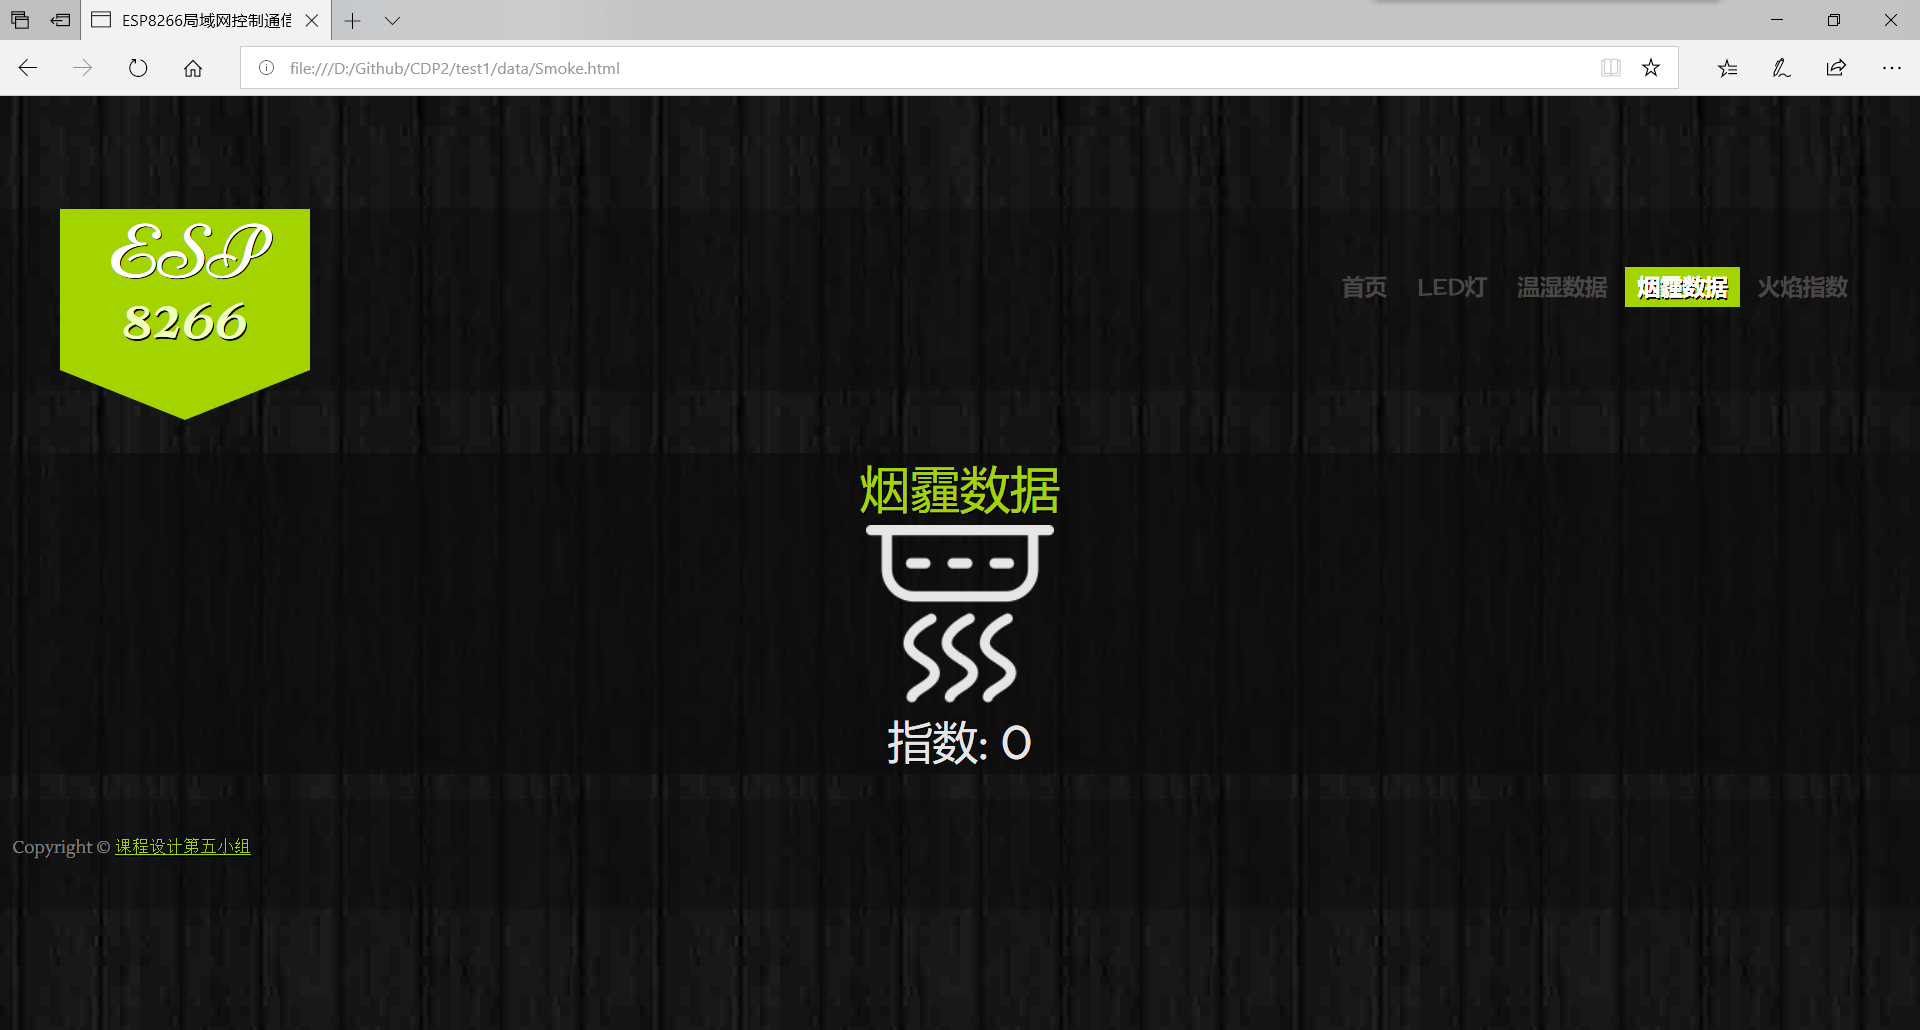 ESP8266局域网控制通信
file:///D:/Github/CDP2/test1/data/Smoke.html
ESP
8266
首页 LED灯 温湿数据 烟霾数据 火焰指数
烟霾数据
指数: 0
Copyright © 课程设计第五小组